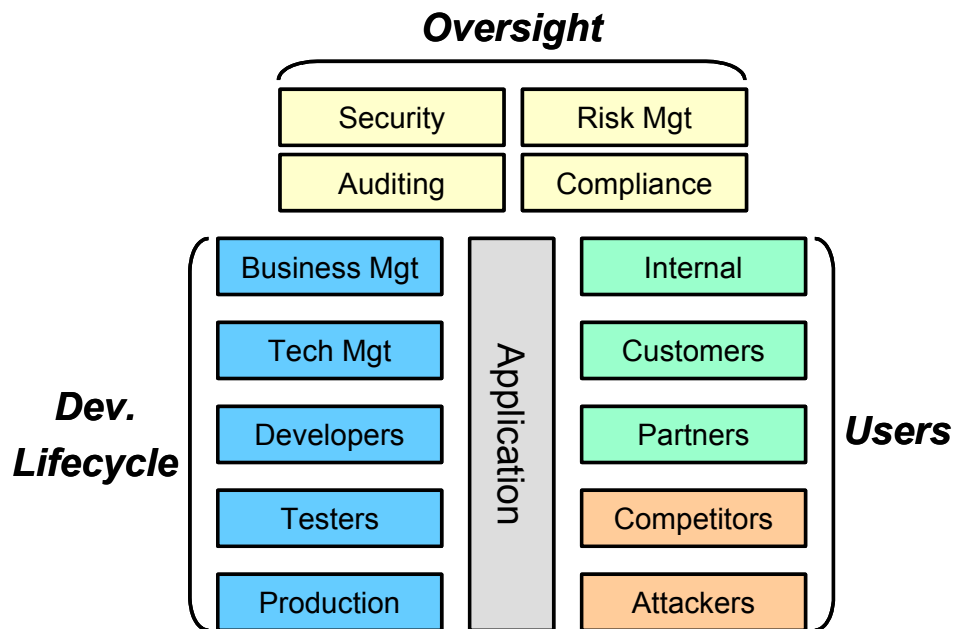 Oversight
Security
Risk Mgt
Auditing
Compliance
Dev.
Lifecycle
Business Mgt
Tech Mgt
Developers
Testers
Production
Application
Internal
Customers
Partners
Competitors
Attackers
Users